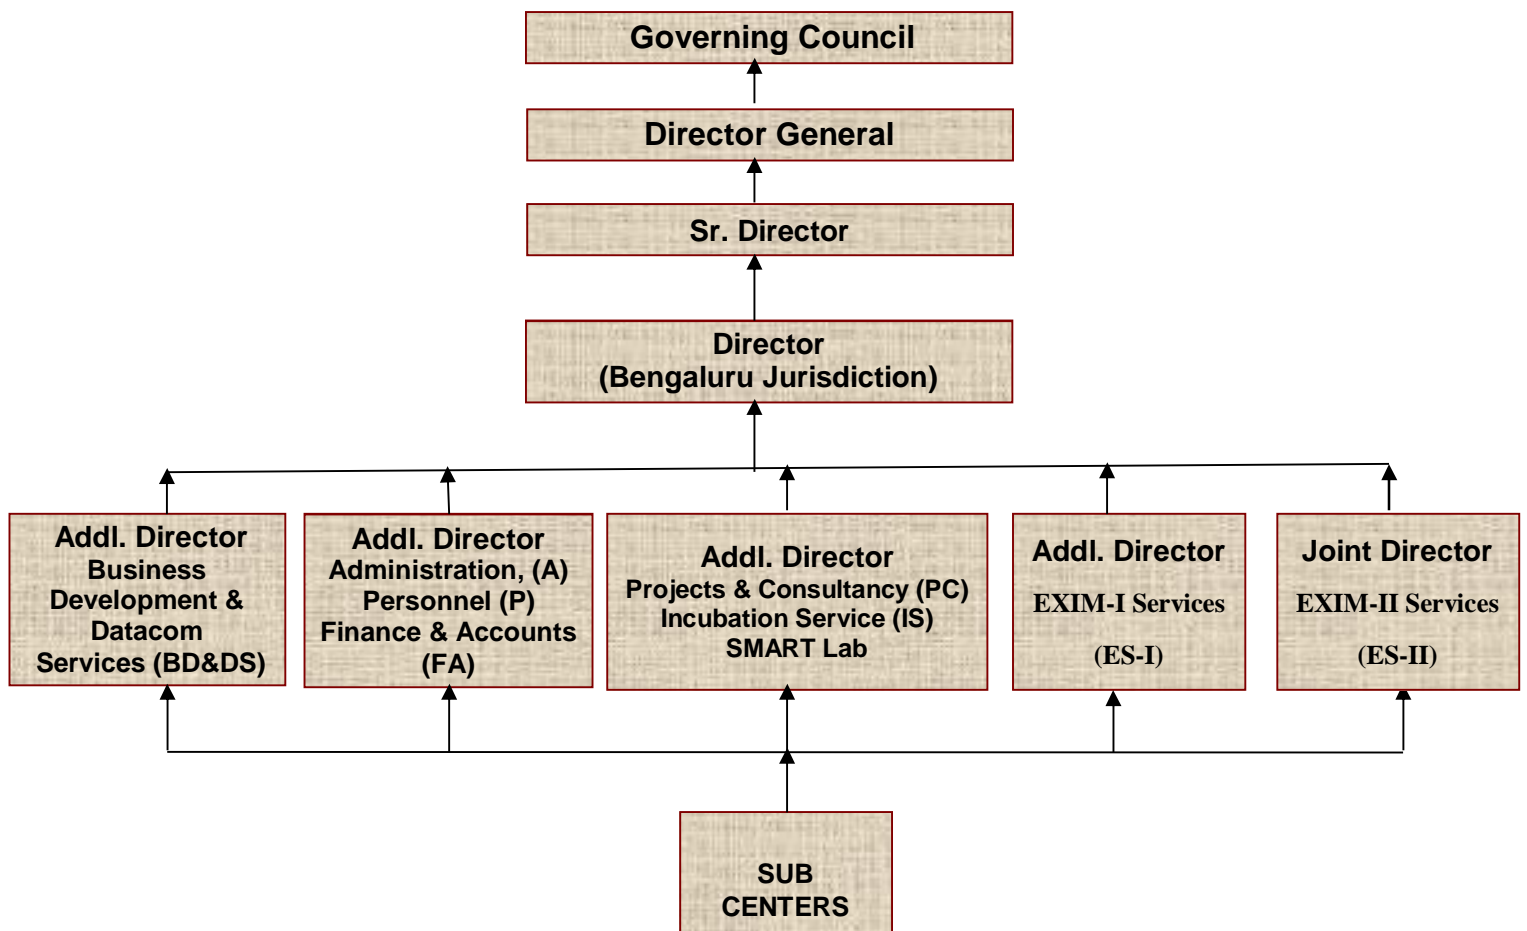 Governing Council
Director General
Sr. Director
Director
(Bengaluru Jurisdiction)
Addl. Director
Business
Development &
Datacom
Services (BD&DS)
Addl. Director
Administration, (A)
Personnel (P)
Finance & Accounts
(FA)
Addl. Director
Projects & Consultancy (PC)
Incubation Service (IS)
SMART Lab
Addl. Director
EXIM-I Services
(ES-I)
Joint Director
EXIM-II Services
(ES-II)
SUB
CENTERS